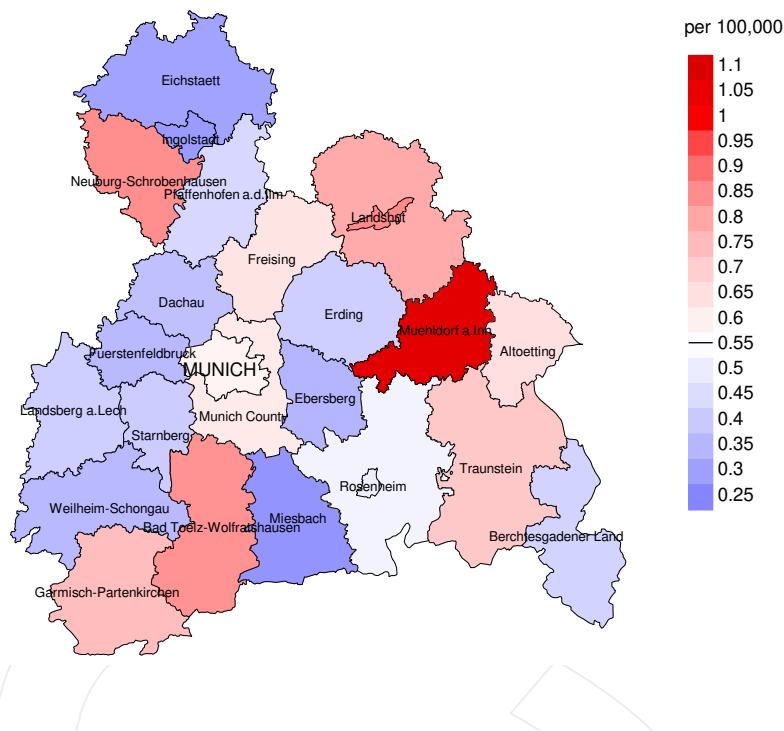 per 100,000
1.1
1.05
1
0.95
0.9
0.85
0.8
0.75
0.7
0.65
0.6
0.55
0.5
0.45
0.4
0.35
0.3
0.25
Eichstaett
Ingolstadt
Neuburg-Schrobenhausen
Pfaffenhofen a.d.Ilm
Landshut
Freising
Dachau
Erding
Muehldorf a.Inn
Altoetting
Fuerstenfeldbruck
MUNICH
Ebersberg
Landsberg a.Lech
Munich County
Starnberg
Traunstein
Rosenheim
Weilheim-Schongau
Miesbach
Bad Toelz-Wolfratshausen
Berchtesgadener Land
Garmisch-Partenkirchen